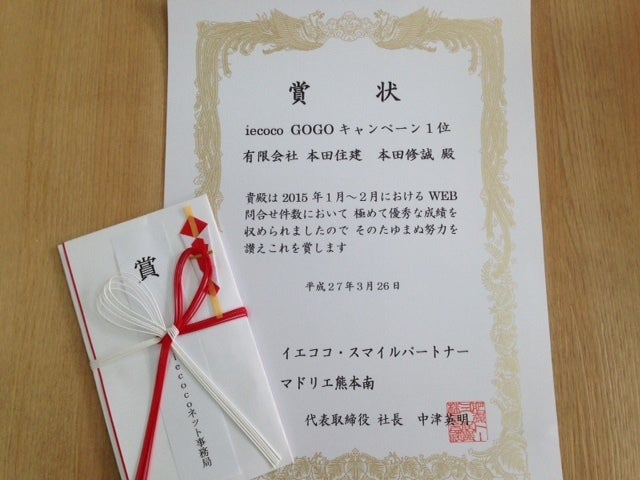 賞 状
iecoco GOGO キャンペーン1位
有限会社 本田住建 本田修誠 殿
貴殿は 2015 年1月～2月における WEB
問合せ件数において 極めて優秀な成績を
収められましたので そのたゆまぬ努力を
讃えこれを賞します
平成27年3月26日
イエココ・スマイルパートナー
マドリエ熊本南
代表取締役 社長 中津英明
賞
iecocoネット事務局